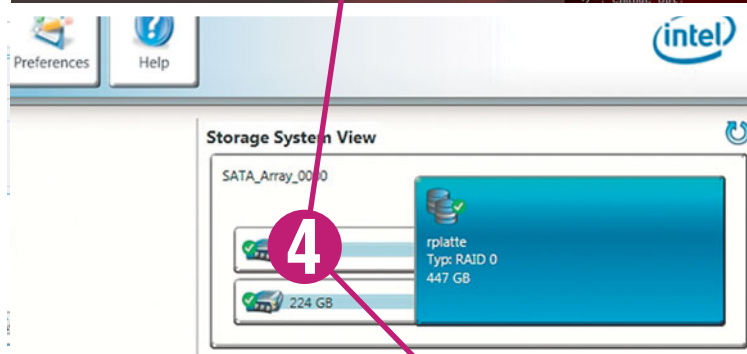 Preferences
Help
intel
Storage System View
SATA_Array_0000
4
rplatte
Typ: RAID 0
447 GB
224 GB